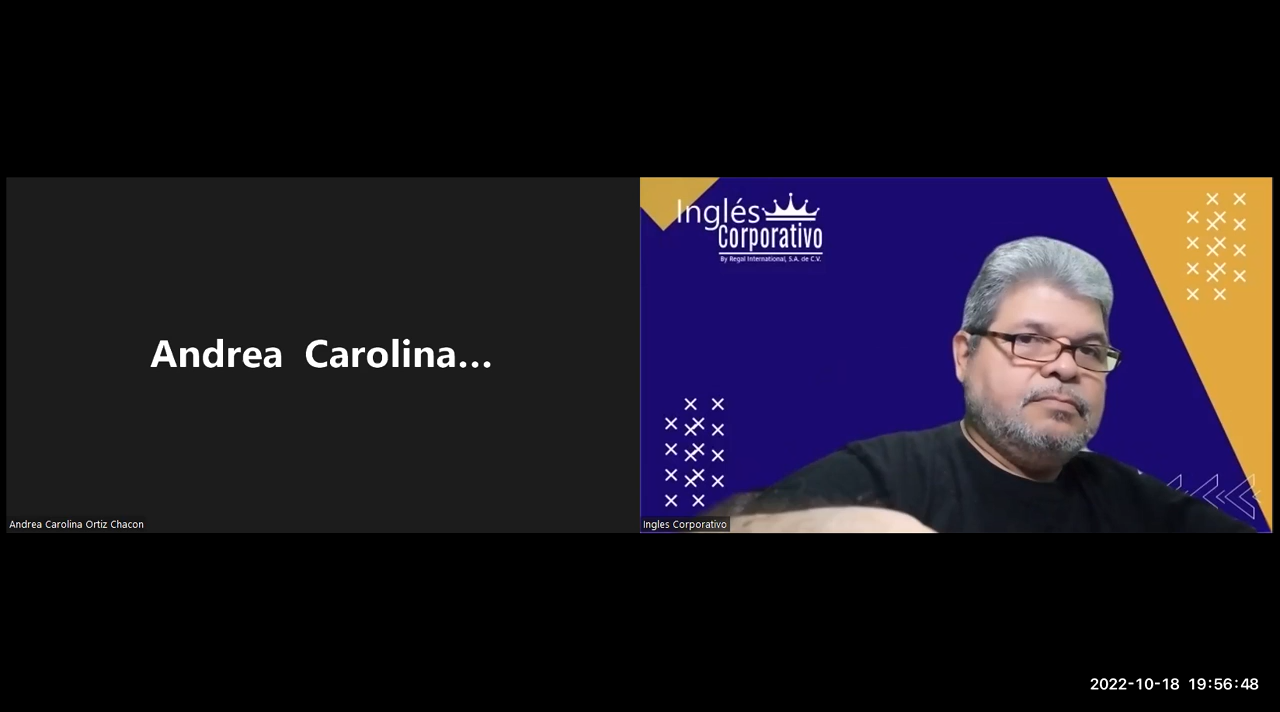 Andrea Carolina...
Andrea Carolina Ortiz Chacon
Inglés
Corporativo
By Regal International, S.A. de C.V.
Ingles Corporativo
2022-10-18 19:56:48